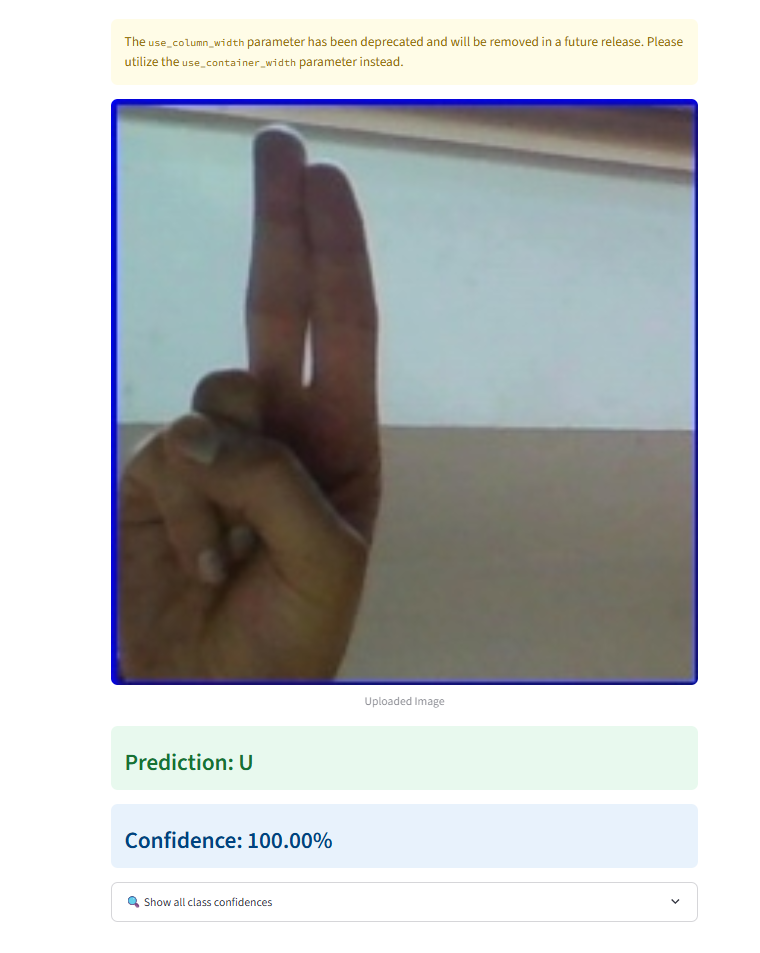 The use_column_width parameter has been deprecated and will be removed in a future release. Please
utilize the use_container_width parameter instead.
Uploaded Image
Prediction: U
Confidence: 100.00%
🔍 Show all class confidences